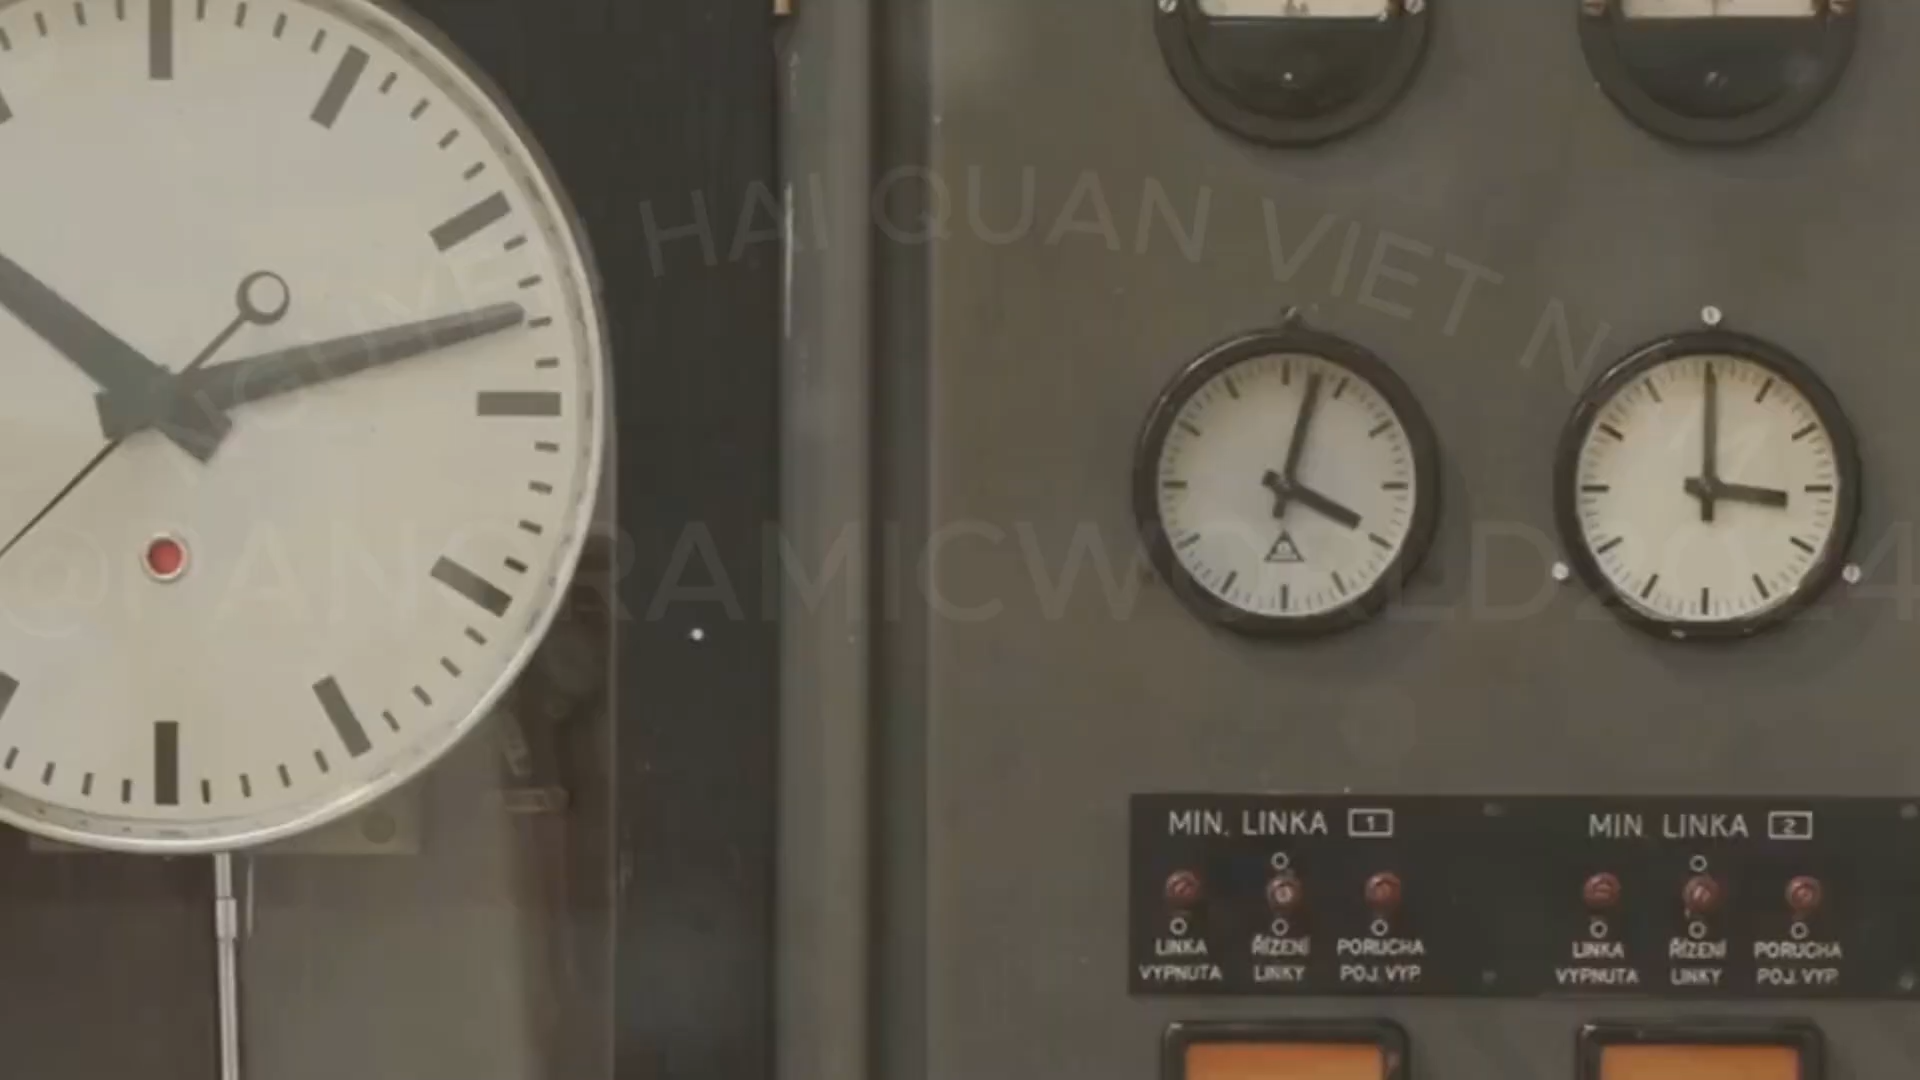 HAI QUAN VIET N
@PANORAMICWORLD2024
MIN. LINKA 1
MIN LINKA 2
LINKA VYPNUTA
ŘÍZENÍ LINKY
PORUCHA POJ. VYP.
LINKA VYPNUTA
ŘÍZENÍ LINKY
PORUCHA POJ. VYP.